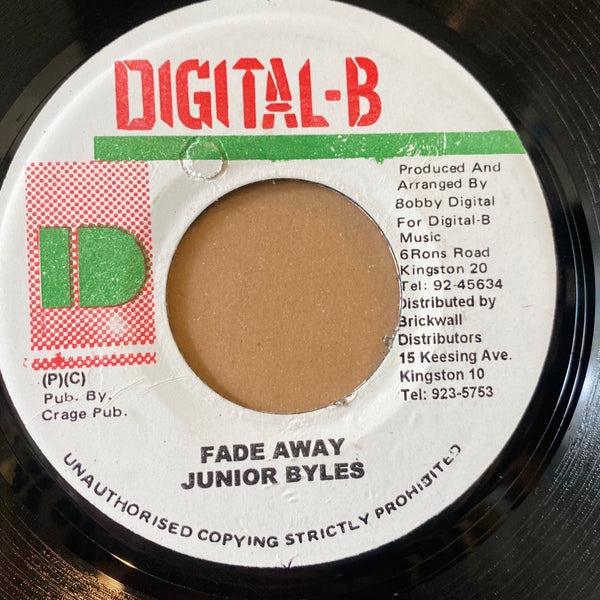 DIGITAL-B
Produced And
Arranged By
Bobby Digital
For Digital-B
Music
6Rons Road
Kingston 20
Tel: 92-45634
Distributed by
Brickwall
Distributors
15 Keesing Ave.
Kingston 10
Tel: 923-5753
D
(P)(C)
Pub. By.
Crage Pub.
FADE AWAY
JUNIOR BYLES
UNAUTHORISED COPYING STRICTLY PROHIBITED